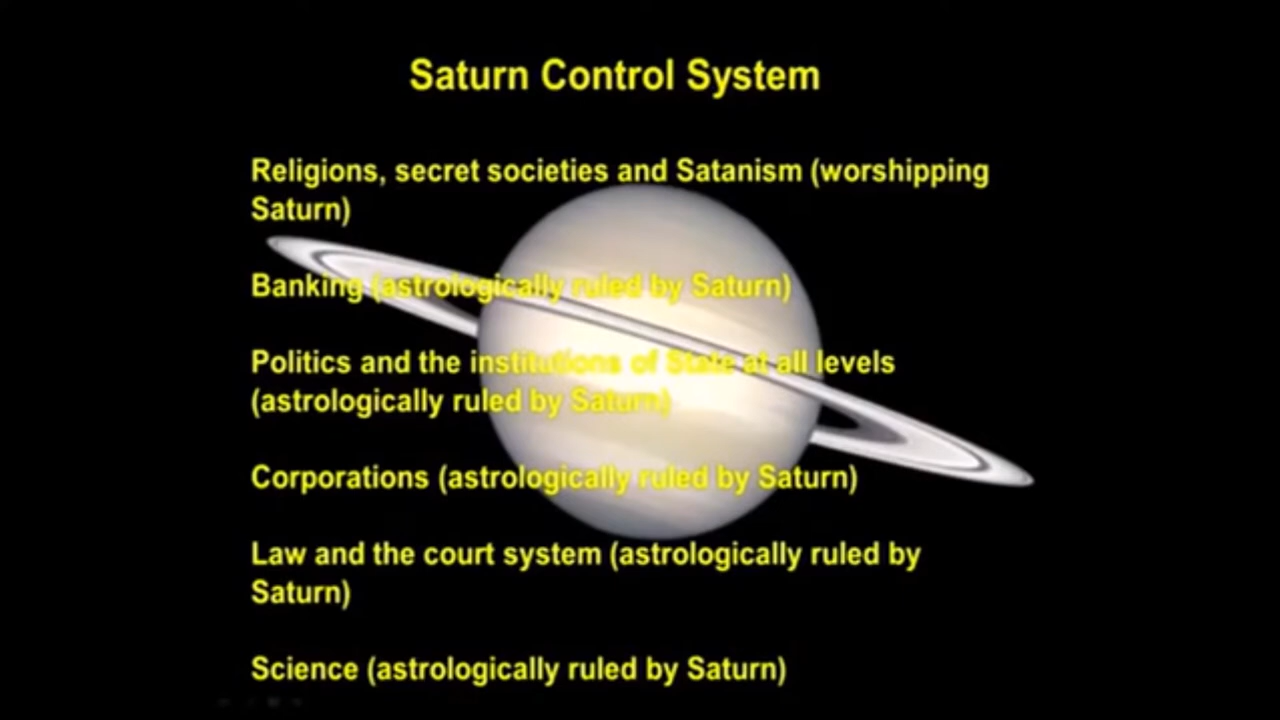 Saturn Control System
Religions, secret societies and Satanism (worshipping
Saturn)
Banking (astrologically ruled by Saturn)
Politics and the institutions of State at all levels
(astrologically ruled by Saturn)
Corporations (astrologically ruled by Saturn)
Law and the court system (astrologically ruled by
Saturn)
Science (astrologically ruled by Saturn)